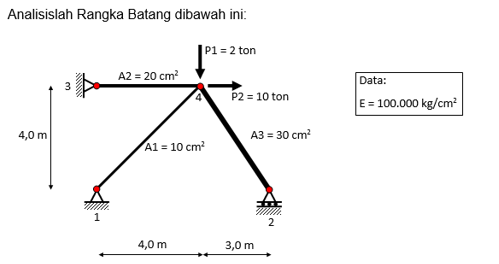 Analisislah Rangka Batang dibawah ini:
P1 = 2 ton
A2 = 20 cm²
3
4
P2 = 10 ton
Data:
E = 100.000 kg/cm²
4,0 m
A1 = 10 cm²
A3 = 30 cm²
1
2
4,0 m
3,0 m